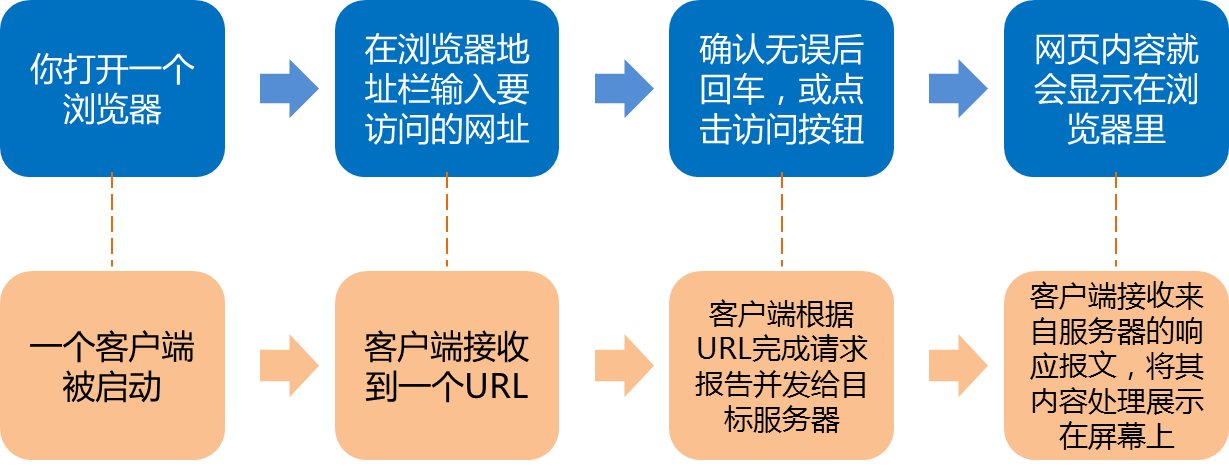 你打开一个
浏览器
在浏览器地
址栏输入要
访问的网址
确认无误后
回车，或点
击访问按钮
网页内容就
会显示在浏
览器里
一个客户端
被启动
客户端接收
到一个URL
客户端根据
URL完成请求
报告并发给目
标服务器
客户端接收来
自服务器的响
应报文，将其
内容处理展示
在屏幕上